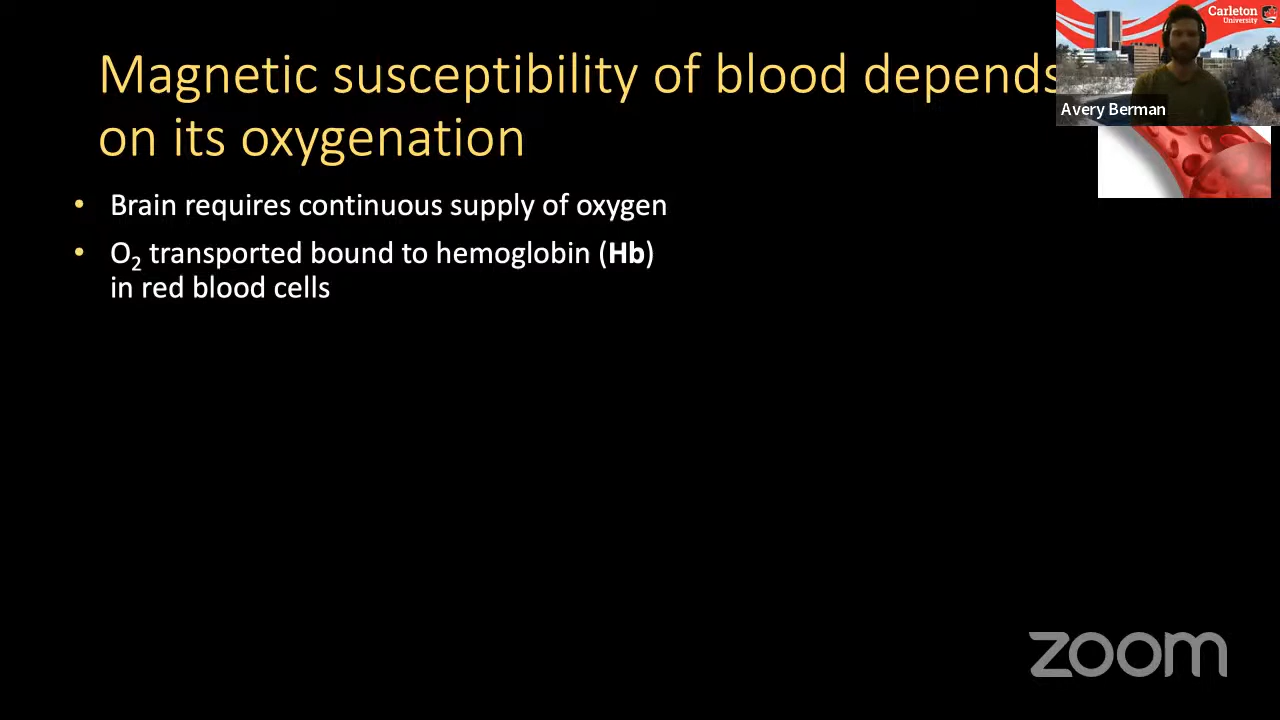 Magnetic susceptibility of blood depends
on its oxygenation
Carleton
University
Avery Berman
• Brain requires continuous supply of oxygen
• O₂ transported bound to hemoglobin (Hb)
in red blood cells
zoom